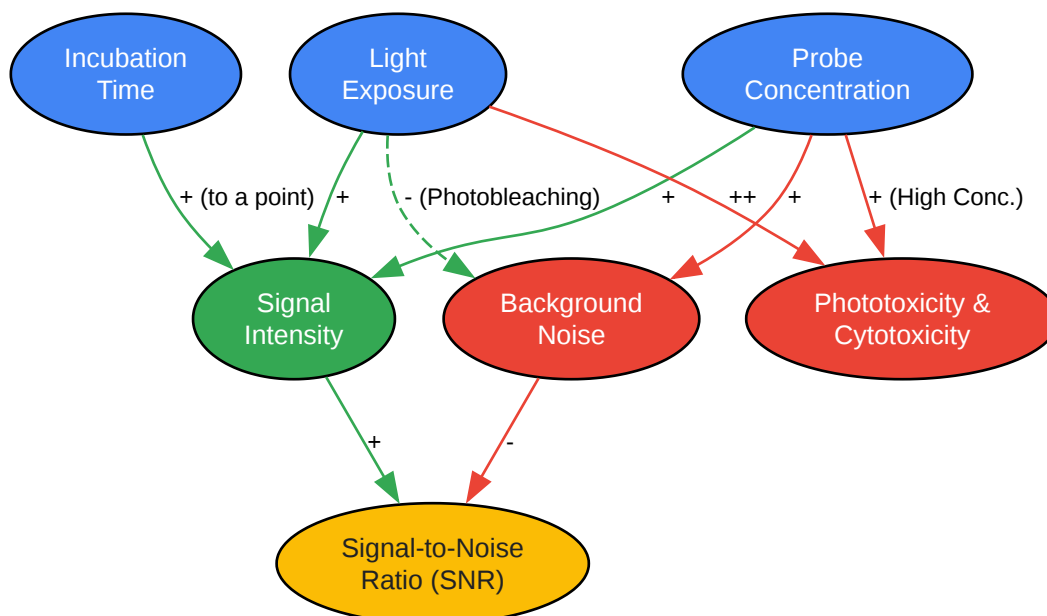 Incubation
Time
Light
Exposure
Probe
Concentration
+ (to a point)
+
- (Photobleaching)
+
++
+
+ (High Conc.)
Signal
Intensity
Background
Noise
Phototoxicity &
Cytotoxicity
+
-
Signal-to-Noise
Ratio (SNR)